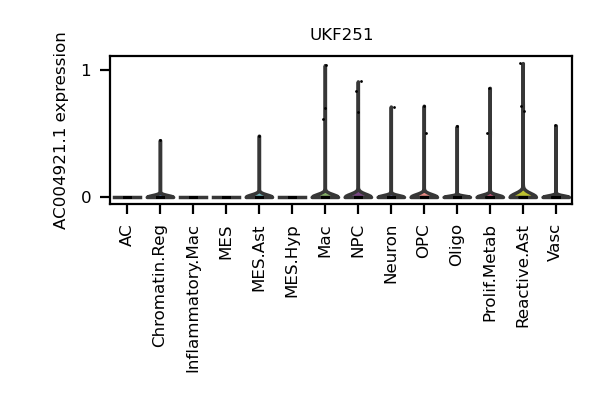 UKF251
AC004921.1 expression
1
0
AC
Chromatin.Reg
Inflammatory.Mac
MES
MES.Ast
MES.Hyp
Mac
NPC
Neuron
OPC
Oligo
Prolif.Metab
Reactive.Ast
Vasc